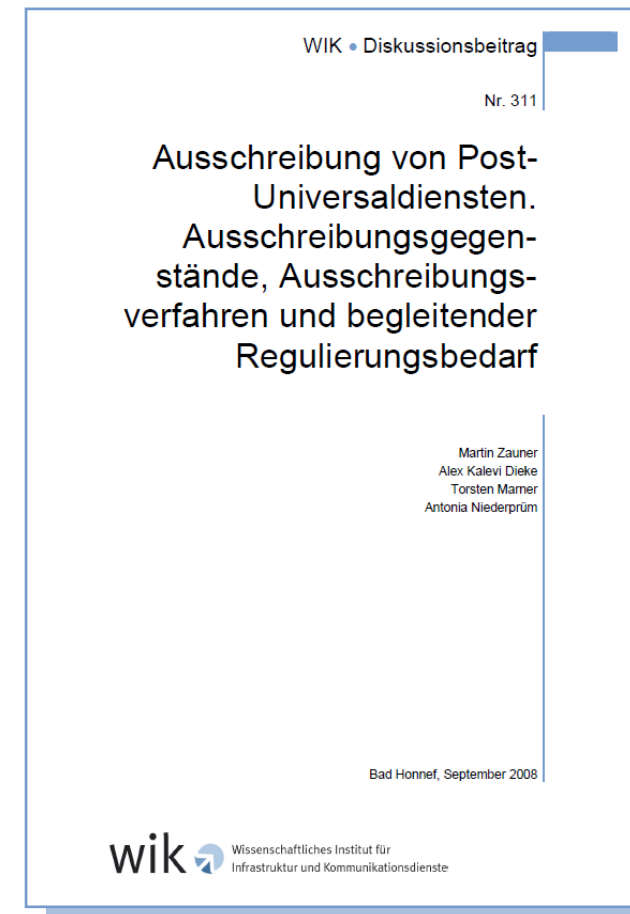 WIK • Diskussionsbeitrag
Nr. 311
Ausschreibung von Post-
Universaldiensten.
Ausschreibungsgegen-
stände, Ausschreibungs-
verfahren und begleitender
Regulierungsbedarf
Martin Zauner
Alex Kalevi Dieke
Torsten Marner
Antonia Niederprüm
Bad Honnef, September 2008
wik Wissenschaftliches Institut für
Infrastruktur und Kommunikationsdienste